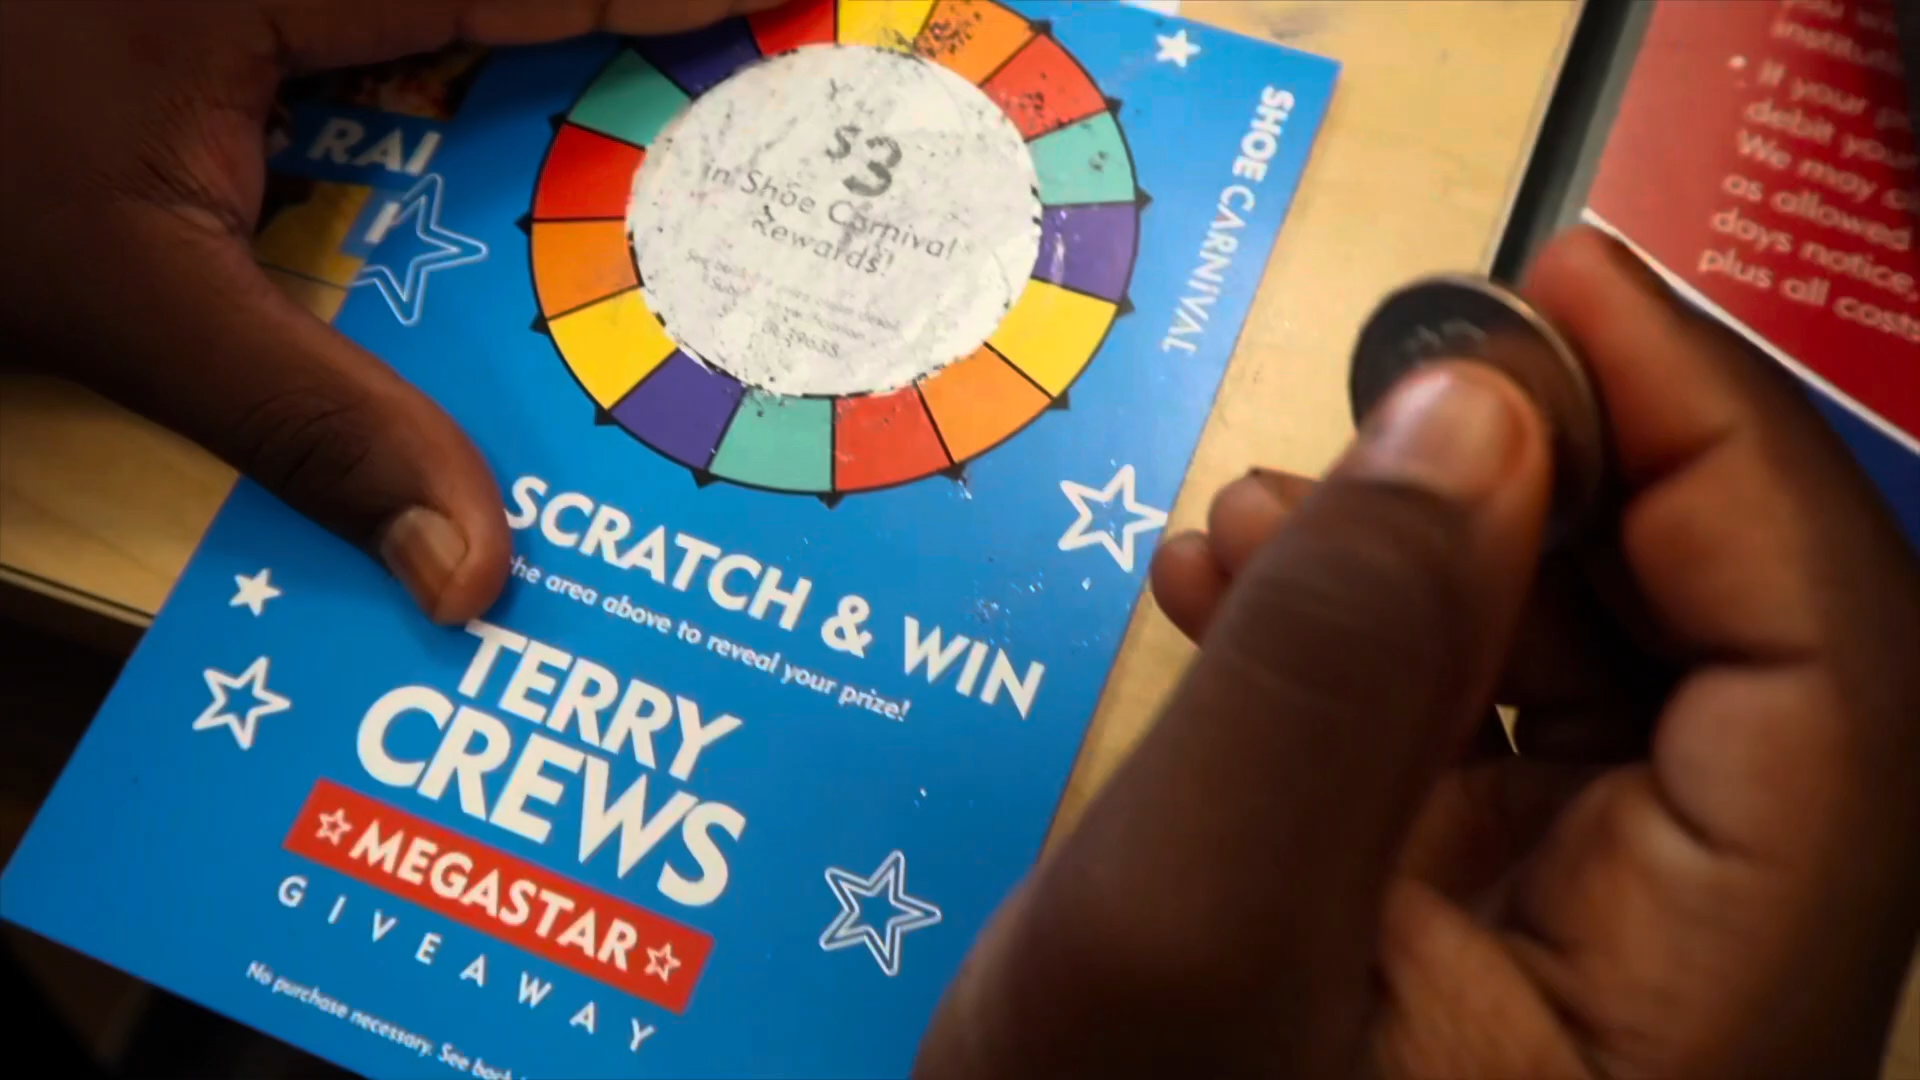 RAI
$3
in Shoe Carnival
Rewards!
SHOE CARNIVAL
SCRATCH & WIN
the area above to reveal your prize!
TERRY
CREWS
MEGASTAR
GIVEAWAY
No purchase necessary. See back
you
• If your
debit your
We may
as allowed
days notice,
plus all costs